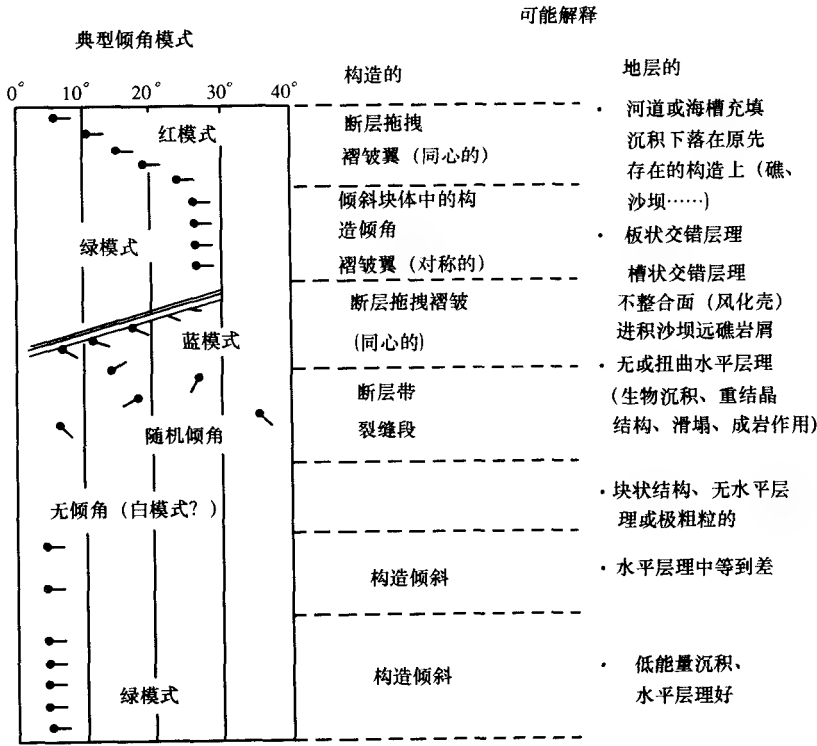 可能解释
典型倾角模式
构造的
地层的
0° 10° 20° 30° 40°
红模式
绿模式
蓝模式
随机倾角
无倾角（白模式？）
绿模式
断层拖拽
褶皱翼（同心的）
倾斜块体中的构
造倾角
褶皱翼（对称的）
断层拖拽褶皱
(同心的）
断层带
裂缝段
构造倾斜
构造倾斜
· 河道或海槽充填
沉积下落在原先
存在的构造上（礁、
沙坝……）
· 板状交错层理
槽状交错层理
不整合面（风化壳）
进积沙坝远礁岩屑
· 无或扭曲水平层理
(生物沉积、重结晶
结构、滑塌、成岩作用)
· 块状结构、无水平层
理或极粗粒的
· 水平层理中等到差
· 低能量沉积、
水平层理好